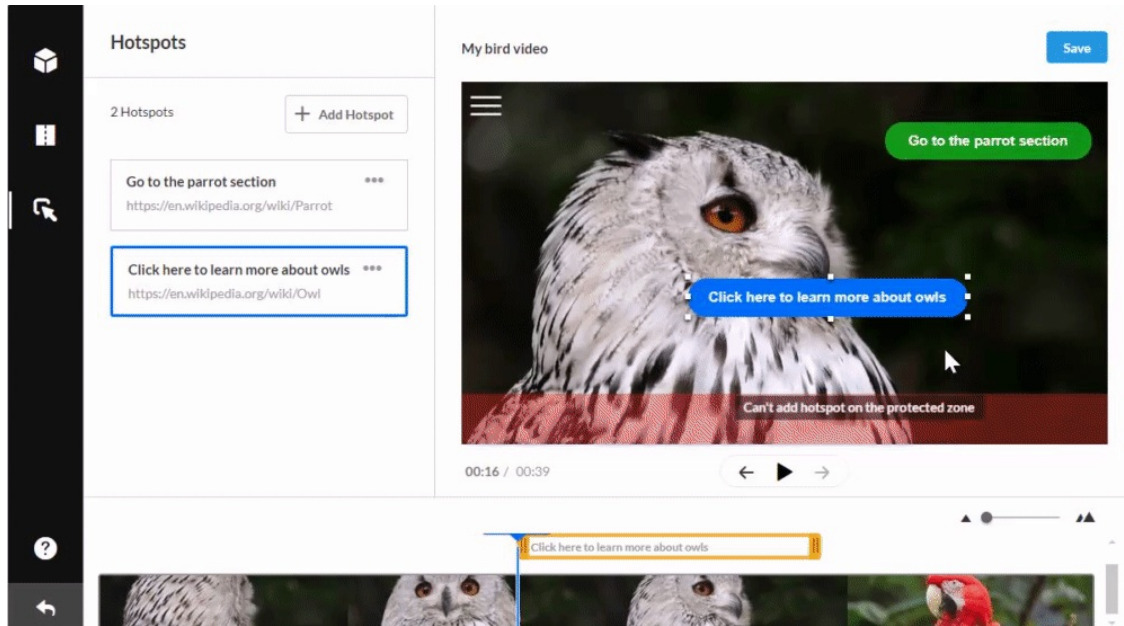 Hotspots
2 Hotspots
+ Add Hotspot
Go to the parrot section
https://en.wikipedia.org/wiki/Parrot
Click here to learn more about owls
https://en.wikipedia.org/wiki/Owl
My bird video
Save
Go to the parrot section
Click here to learn more about owls
Can't add hotspot on the protected zone
00:16 / 00:39
?
Click here to learn more about owls